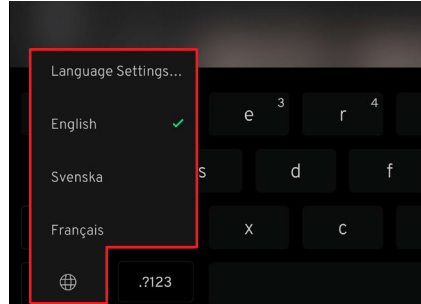 Language Settings...
e 3 r 4
English ✓
s d f
Svenska
x c
Français
.?123